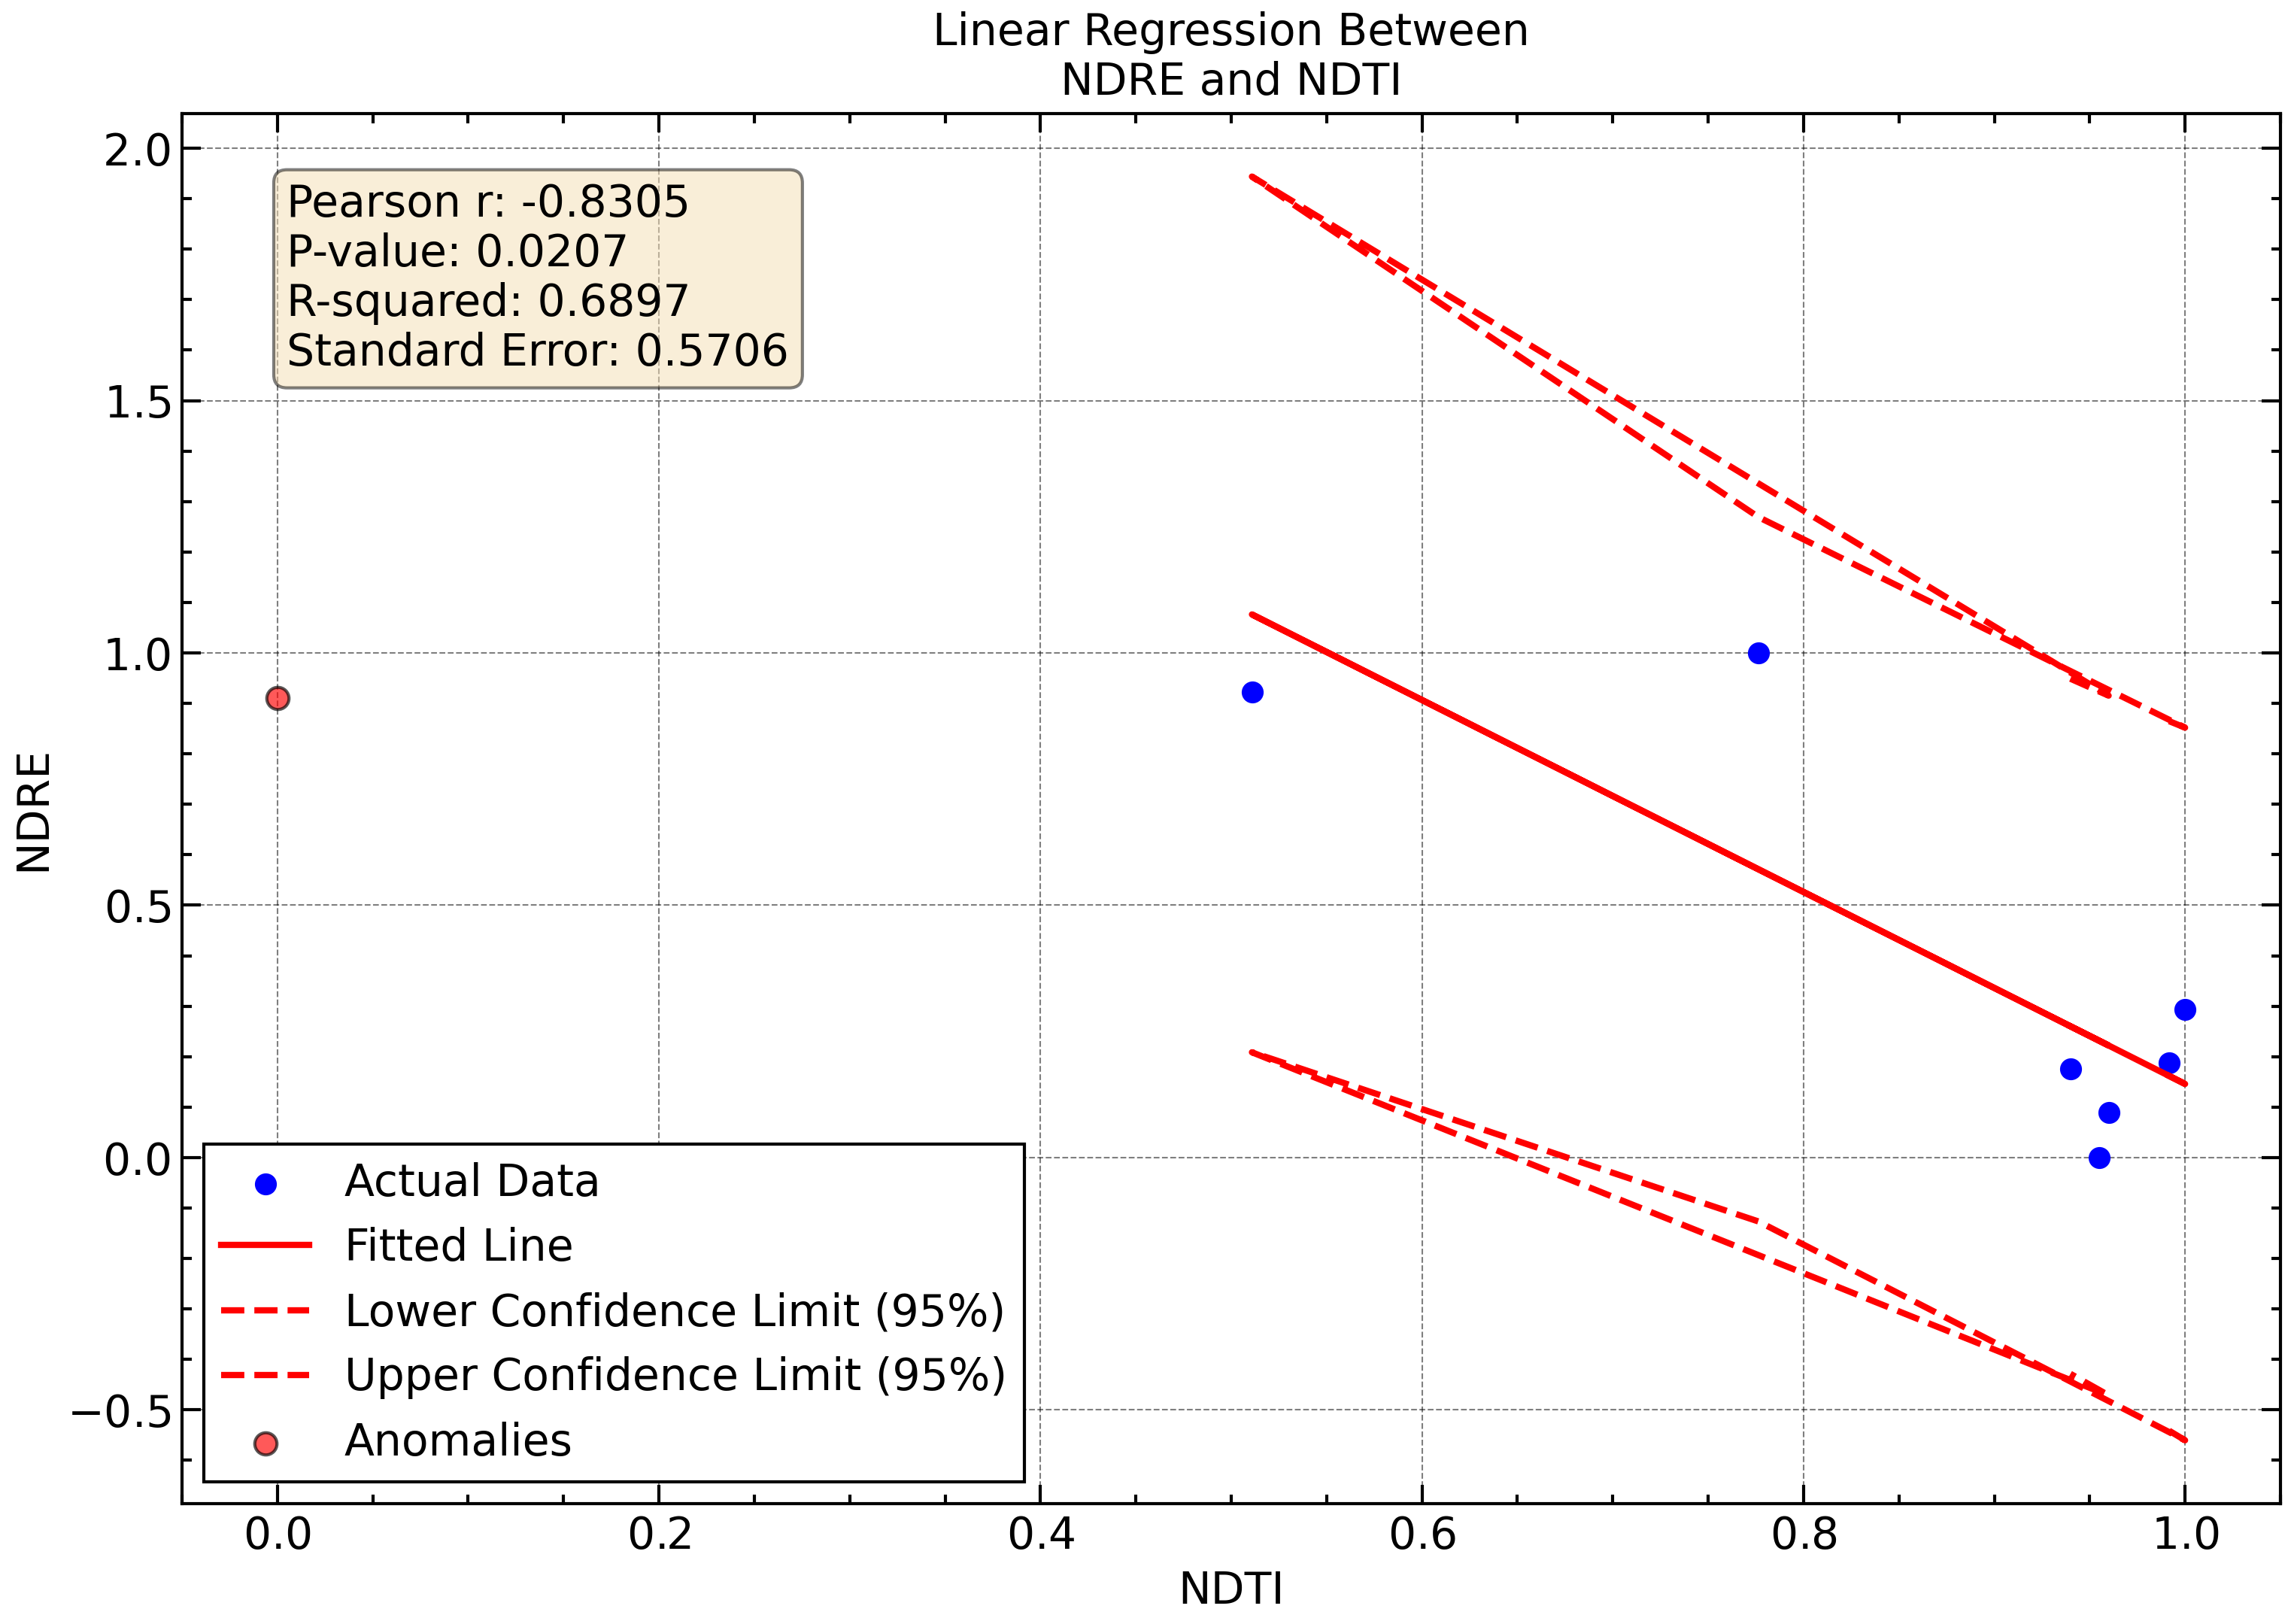 Linear Regression Between
NDRE and NDTI
2.0
1.5
1.0
0.5
0.0
−0.5
NDRE
Pearson r: -0.8305
P-value: 0.0207
R-squared: 0.6897
Standard Error: 0.5706
Actual Data
Fitted Line
Lower Confidence Limit (95%)
Upper Confidence Limit (95%)
Anomalies
0.0 0.2 0.4 0.6 0.8 1.0
NDTI